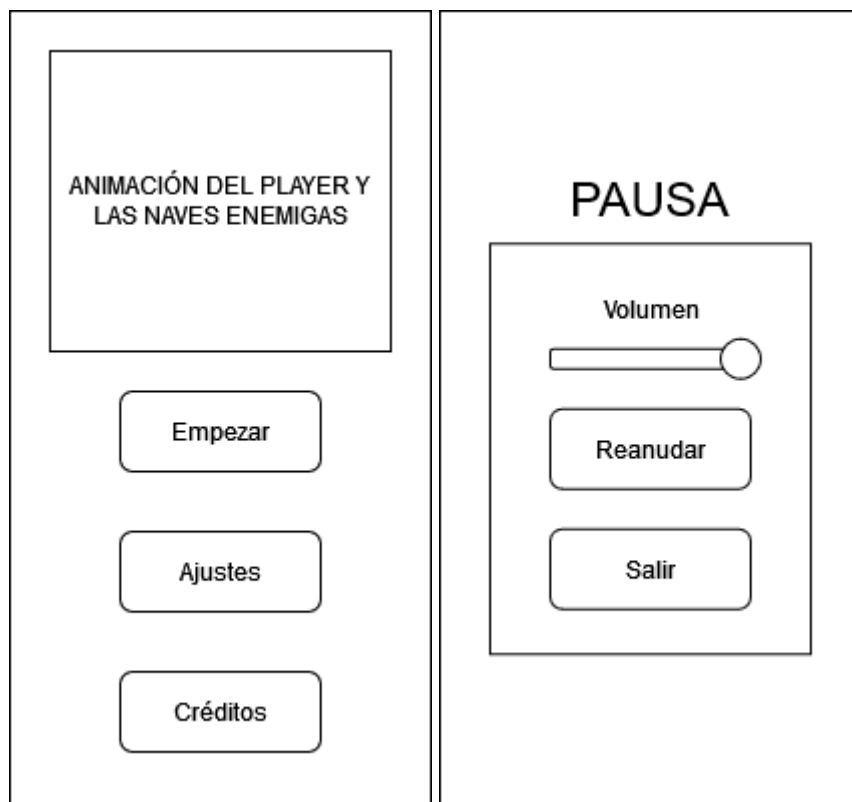 ANIMACIÓN DEL PLAYER Y
LAS NAVES ENEMIGAS
Empezar
Ajustes
Créditos
PAUSA
Volumen
Reanudar
Salir